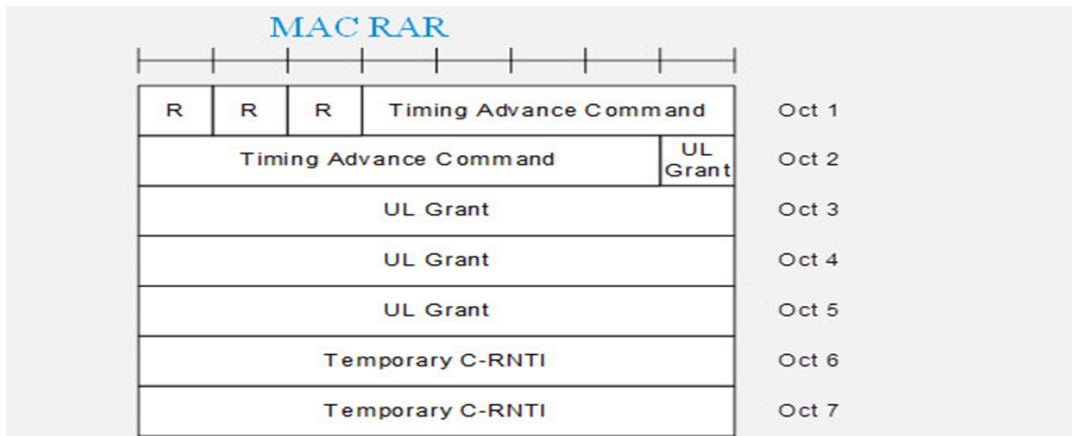 MAC RAR
R R R Timing Advance Command Oct 1
Timing Advance Command UL Grant Oct 2
UL Grant Oct 3
UL Grant Oct 4
UL Grant Oct 5
Temporary C-RNTI Oct 6
Temporary C-RNTI Oct 7